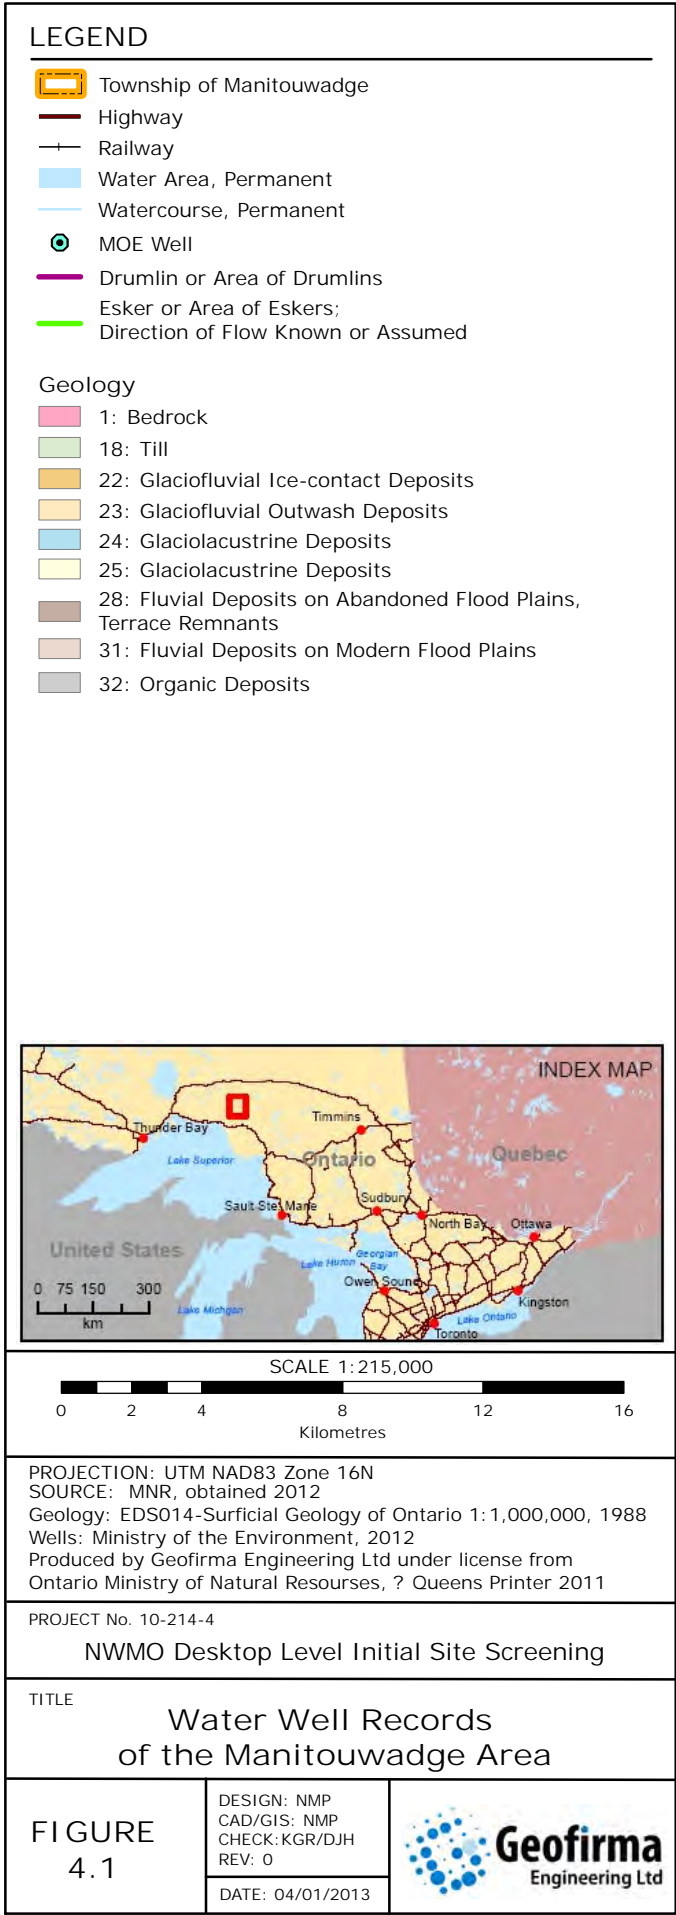 LEGEND
Township of Manitouwadge
Highway
Railway
Water Area, Permanent
Watercourse, Permanent
MOE Well
Drumlin or Area of Drumlins
Esker or Area of Eskers;
Direction of Flow Known or Assumed
Geology
1: Bedrock
18: Till
22: Glaciofluvial Ice-contact Deposits
23: Glaciofluvial Outwash Deposits
24: Glaciolacustrine Deposits
25: Glaciolacustrine Deposits
28: Fluvial Deposits on Abandoned Flood Plains,
Terrace Remnants
31: Fluvial Deposits on Modern Flood Plains
32: Organic Deposits
INDEX MAP
Thunder Bay
Timmins
Lake Superior
Ontario
Quebec
Sault Ste. Marie
Sudbury
North Bay
Ottawa
United States
Lake Huron
Georgian
Bay
Owen Sound
0 75 150 300
km
Lake Michigan
Kingston
Lake Ontario
Toronto
SCALE 1:215,000
0 2 4 8 12 16
Kilometres
PROJECTION: UTM NAD83 Zone 16N
SOURCE: MNR, obtained 2012
Geology: EDS014-Surficial Geology of Ontario 1:1,000,000, 1988
Wells: Ministry of the Environment, 2012
Produced by Geofirma Engineering Ltd under license from
Ontario Ministry of Natural Resourses, ? Queens Printer 2011
PROJECT No. 10-214-4
NWMO Desktop Level Initial Site Screening
TITLE
Water Well Records
of the Manitouwadge Area
FIGURE
4.1
DESIGN: NMP
CAD/GIS: NMP
CHECK:KGR/DJH
REV: 0
DATE: 04/01/2013
Geofirma
Engineering Ltd